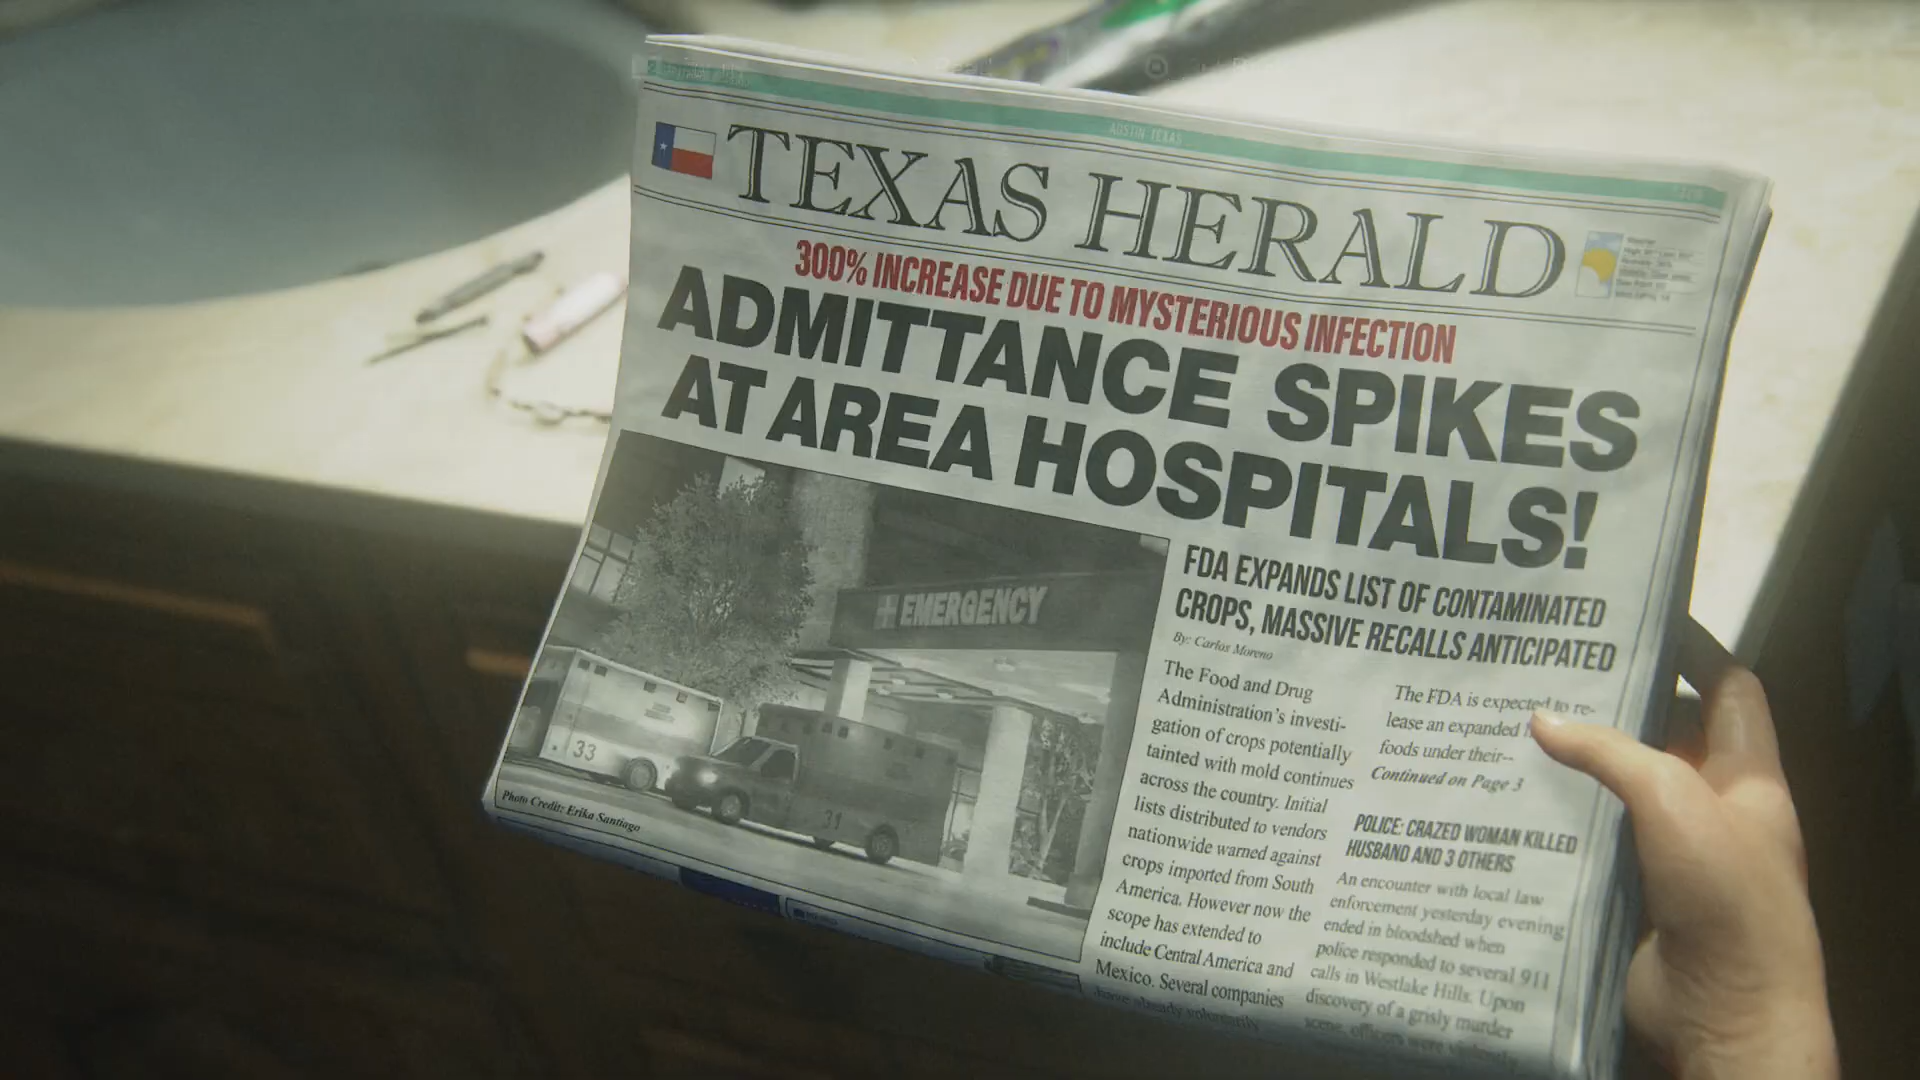 AUSTIN TEXAS
TEXAS HERALD
300% INCREASE DUE TO MYSTERIOUS INFECTION
ADMITTANCE SPIKES
AT AREA HOSPITALS!
EMERGENCY
33
31
Photo Credit: Erika Santiago
FDA EXPANDS LIST OF CONTAMINATED
CROPS, MASSIVE RECALLS ANTICIPATED
By: Carlos Moreno
The Food and Drug
Administration's investi-
gation of crops potentially
tainted with mold continues
across the country. Initial
lists distributed to vendors
nationwide warned against
crops imported from South
America. However now the
scope has extended to
include Central America and
Mexico. Several companies
have already voluntarily
The FDA is expected to re-
lease an expanded
foods under their--
Continued on Page 3
POLICE: CRAZED WOMAN KILLED
HUSBAND AND 3 OTHERS
An encounter with local law
enforcement yesterday evening
ended in bloodshed when
police responded to several 911
calls in Westlake Hills. Upon
discovery of a grisly murder
scene, officers were